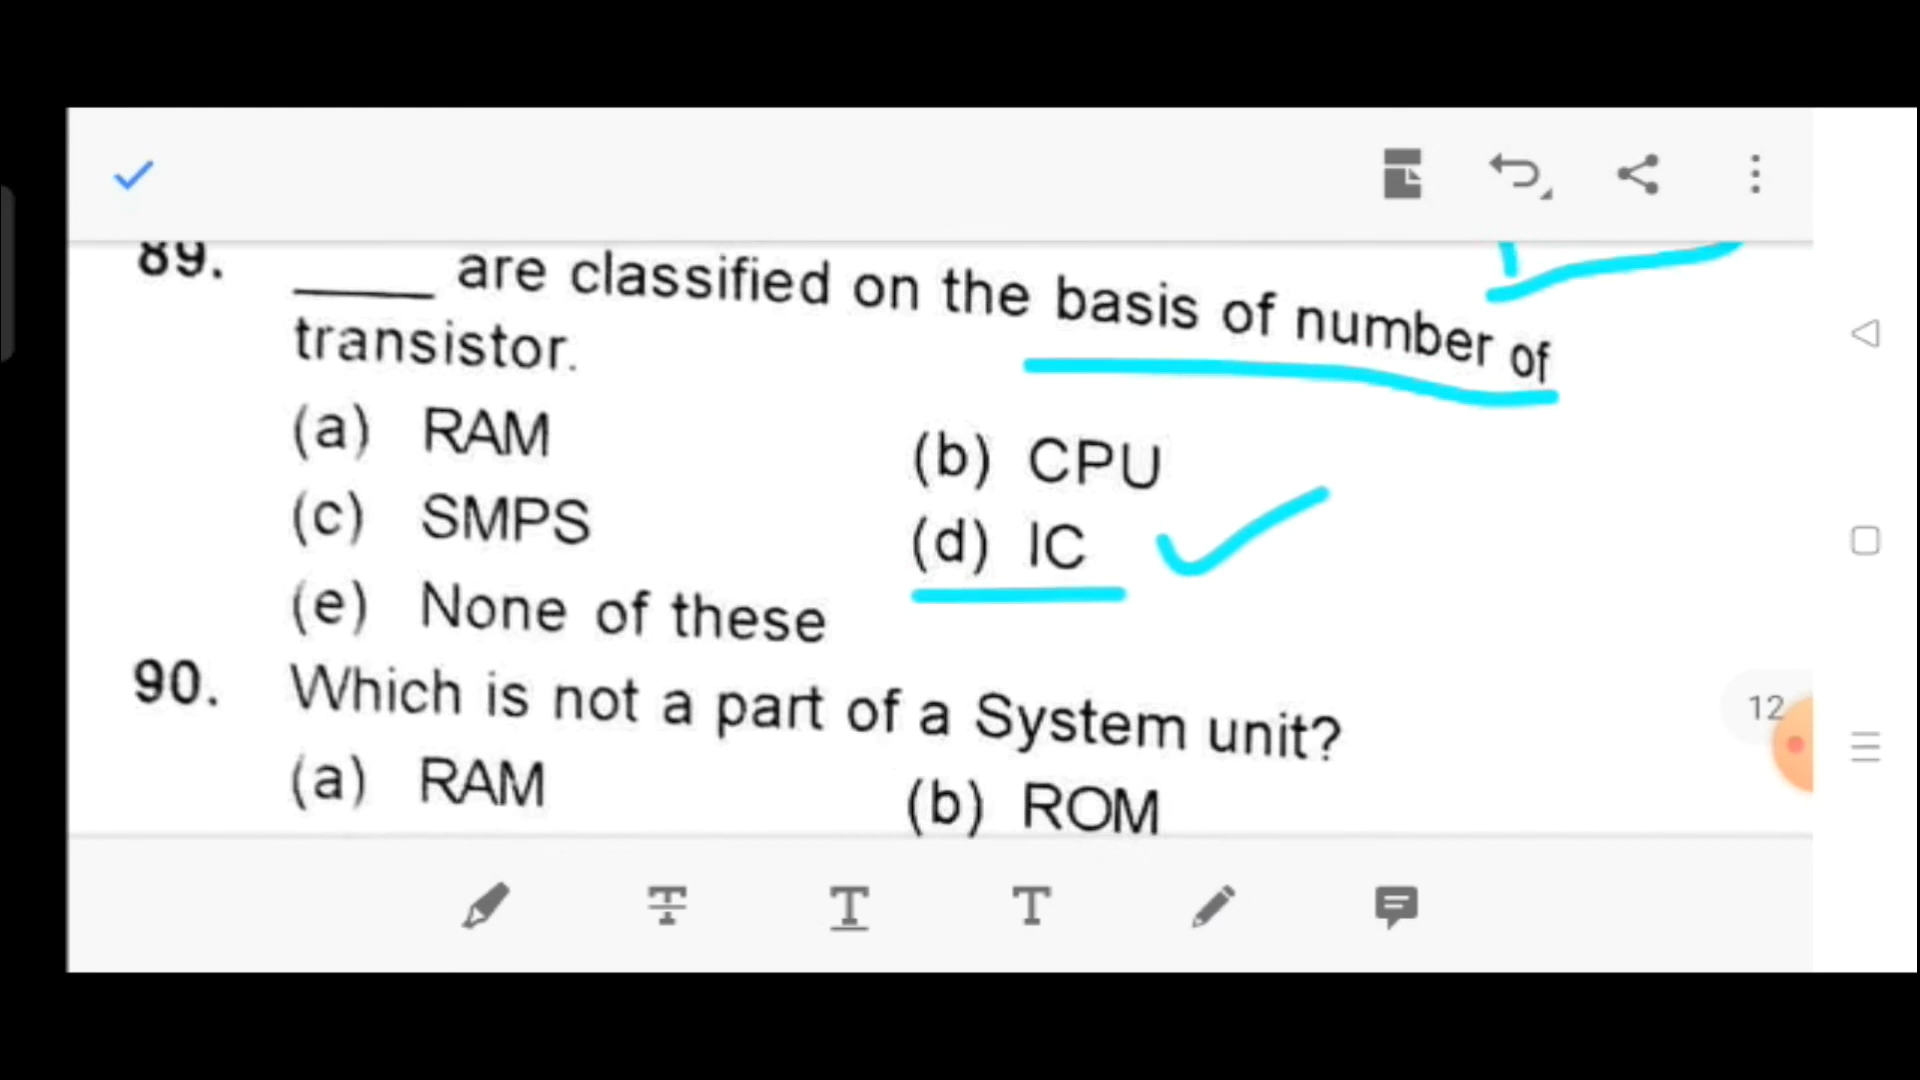 89. ____ are classified on the basis of number of
transistor.
(a) RAM (b) CPU
(c) SMPS (d) IC
(e) None of these
90. Which is not a part of a System unit?
(a) RAM (b) ROM
12